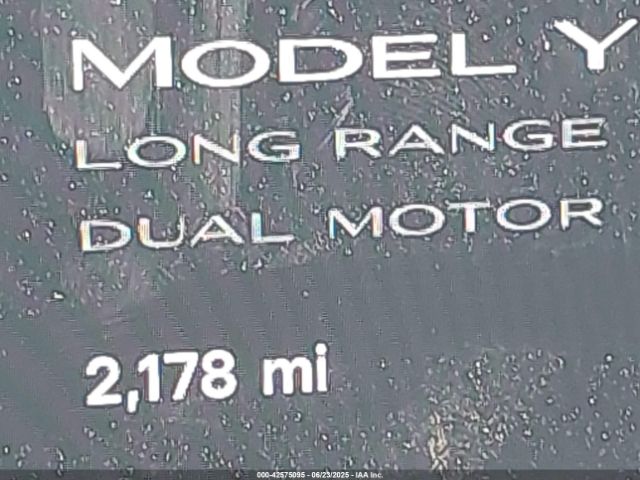 MODEL Y
LONG RANGE
DUAL MOTOR
2,178 mi
000-42575095 - 06/23/2025 - IAA Inc.